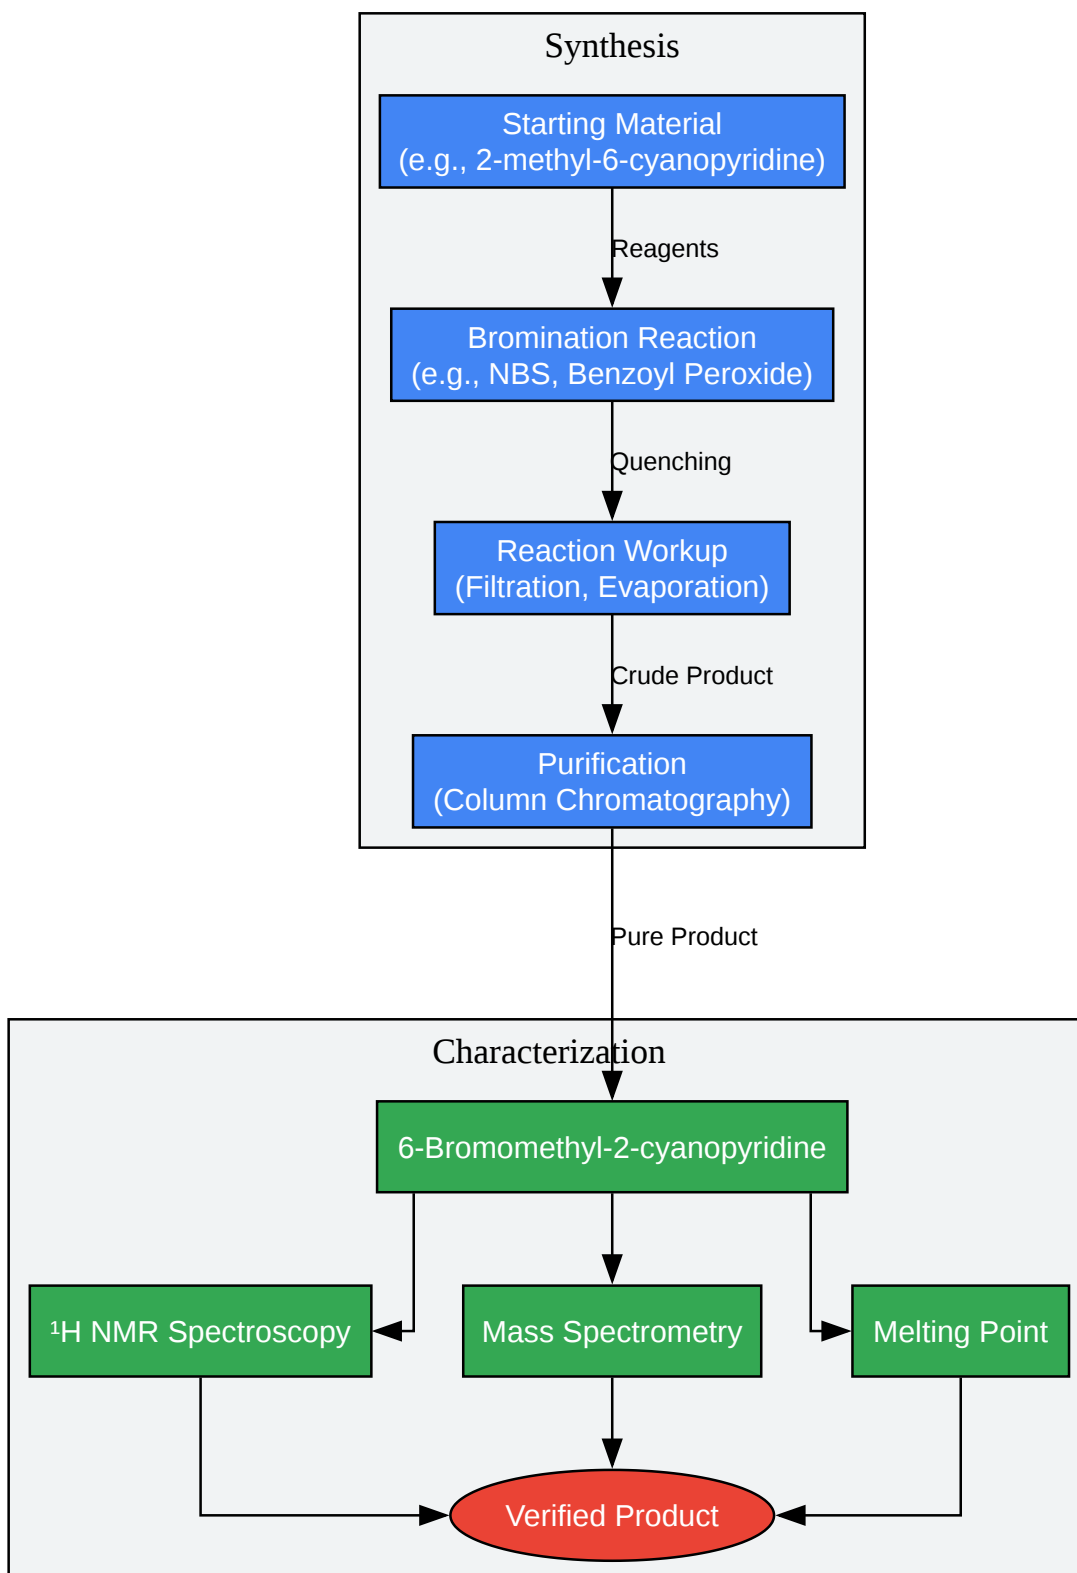 Synthesis
Starting Material
(e.g., 2-methyl-6-cyanopyridine)
Reagents
Bromination Reaction
(e.g., NBS, Benzoyl Peroxide)
Quenching
Reaction Workup
(Filtration, Evaporation)
Crude Product
Purification
(Column Chromatography)
Pure Product
Characterization
6-Bromomethyl-2-cyanopyridine
¹H NMR Spectroscopy
Mass Spectrometry
Melting Point
Verified Product